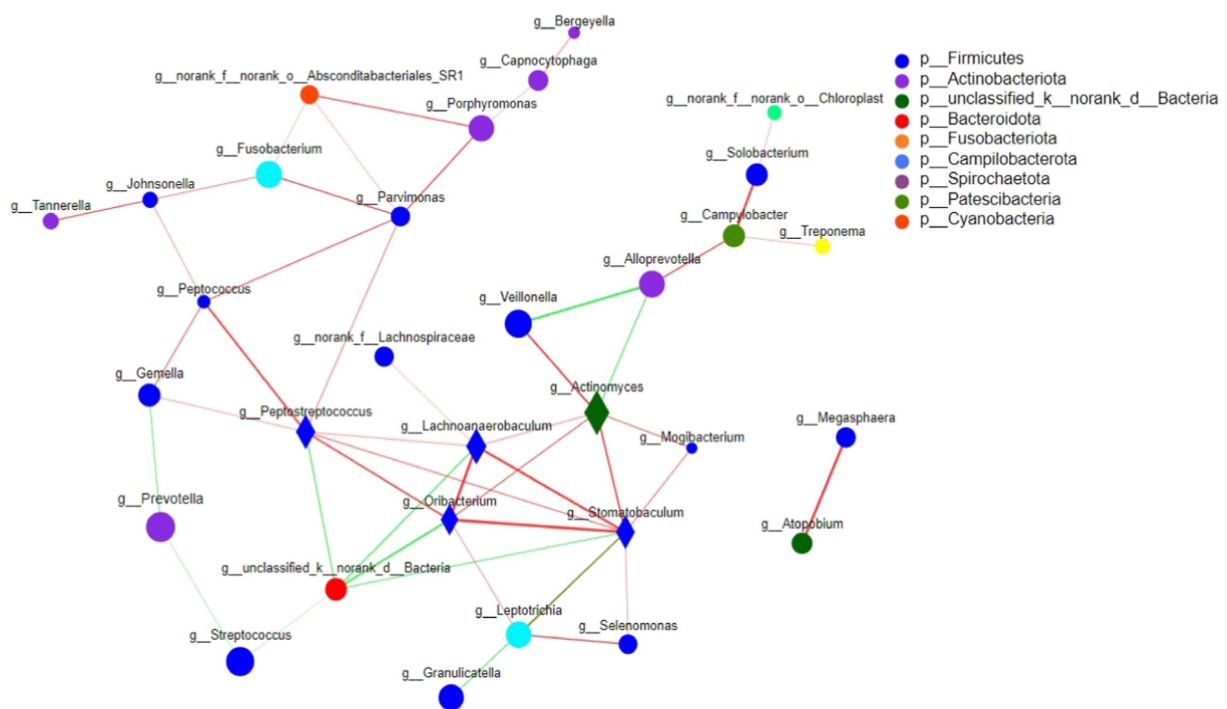 g__Bergeyella
g__Capnocytophaga
g__norank_f__norank_o__Absconditabacteriales_SR1
g__Porphyromonas
g__Fusobacterium
g__Johnsonella
g__Parvimonas
g__Tannerella
g__norank_f__norank_o__Chloroplast
g__Solobacterium
g__Campylobacter
g__Treponema
g__Alloprevotella
g__Peptococcus
g__Veillonella
g__norank_f__Lachnospiraceae
g__Gemella
g__Actinomyces
g__Peptostreptococcus
g__Lachnoanaerobaculum
g__Mogibacterium
g__Megasphaera
g__Prevotella
g__Oribacterium
g__Stomatobaculum
g__Atopobium
g__unclassified_k__norank_d__Bacteria
g__Leptotrichia
g__Selenomonas
g__Streptococcus
g__Granulicatella
p__Firmicutes
p__Actinobacteriota
p__unclassified_k__norank_d__Bacteria
p__Bacteroidota
p__Fusobacteriota
p__Campilobacterota
p__Spirochaetota
p__Patescibacteria
p__Cyanobacteria